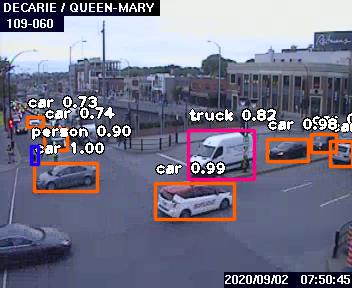 DECARIE / QUEEN-MARY
109-060
car 0.73
car 0.74
person 0.90
car 1.00
truck 0.82
car 0.98
car 0.99
2020/09/02 07:50:45